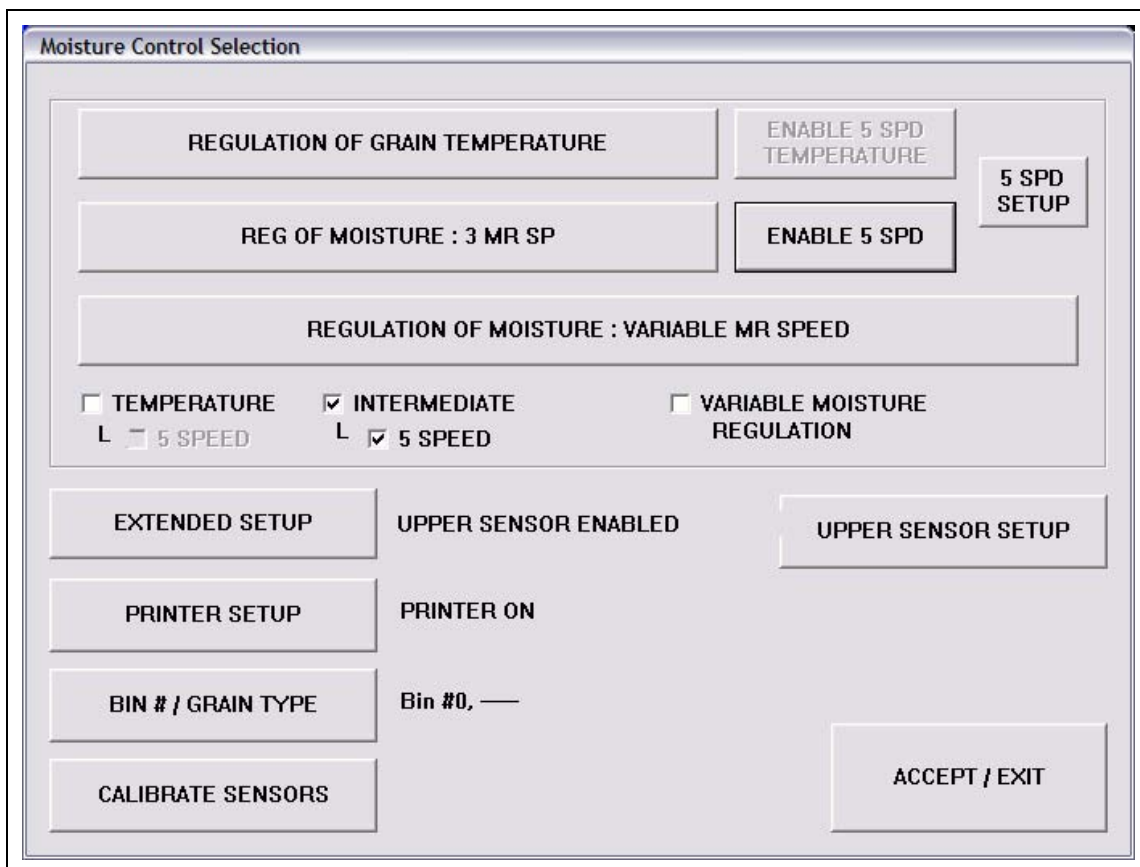 Moisture Control Selection
REGULATION OF GRAIN TEMPERATURE
ENABLE 5 SPD
TEMPERATURE
5 SPD
SETUP
REG OF MOISTURE : 3 MR SP
ENABLE 5 SPD
REGULATION OF MOISTURE : VARIABLE MR SPEED
TEMPERATURE
L 5 SPEED
INTERMEDIATE
L 5 SPEED
VARIABLE MOISTURE
REGULATION
EXTENDED SETUP
UPPER SENSOR ENABLED
UPPER SENSOR SETUP
PRINTER SETUP
PRINTER ON
BIN # / GRAIN TYPE
Bin #0, ----
CALIBRATE SENSORS
ACCEPT / EXIT